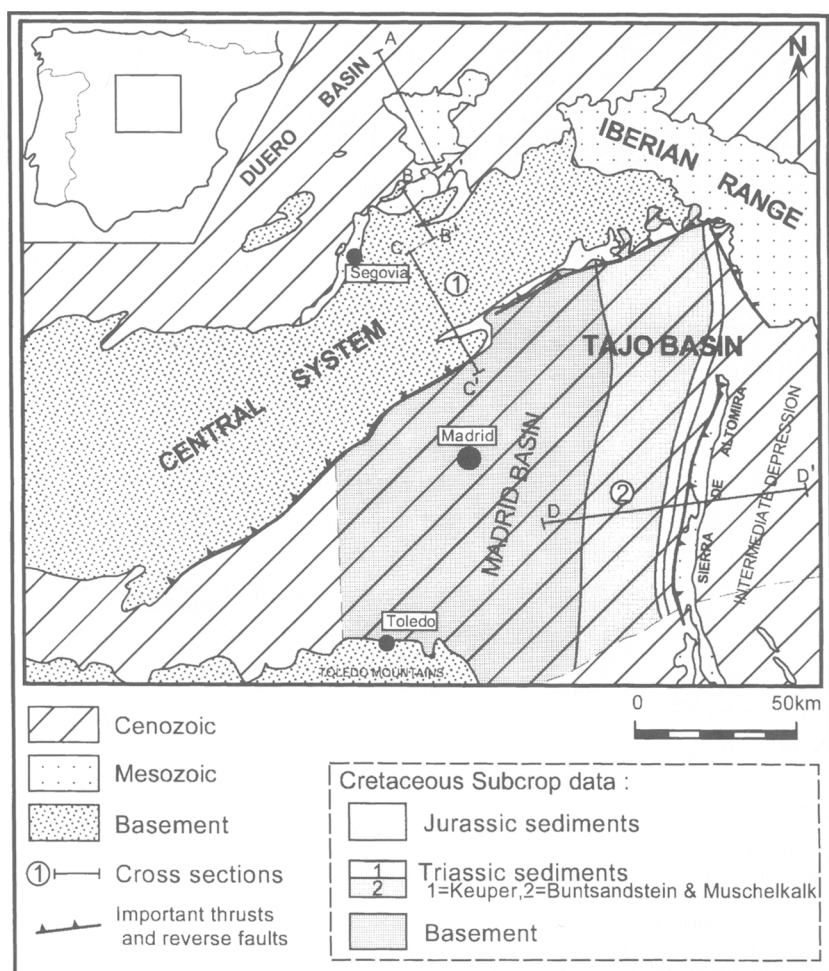 A
N
DUERO BASIN
IBERIAN RANGE
B
A'
B'
C
Segovia
1
TAJO BASIN
CENTRAL SYSTEM
C'
Madrid
MADRID BASIN
SIERRA DE ALTOMIRA
D'
2
D
INTERMEDIATE DEPRESSION
Toledo
TOLEDO MOUNTAINS
0 50km
Cenozoic
Mesozoic
Basement
1 Cross sections
Important thrusts
and reverse faults
Cretaceous Subcrop data :
Jurassic sediments
1 Triassic sediments
2 1=Keuper,2=Buntsandstein & Muschelkalk
Basement